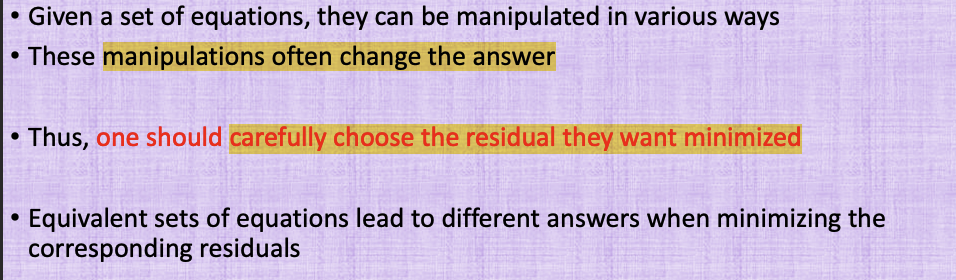 • Given a set of equations, they can be manipulated in various ways
• These manipulations often change the answer
• Thus, one should carefully choose the residual they want minimized
• Equivalent sets of equations lead to different answers when minimizing the
corresponding residuals